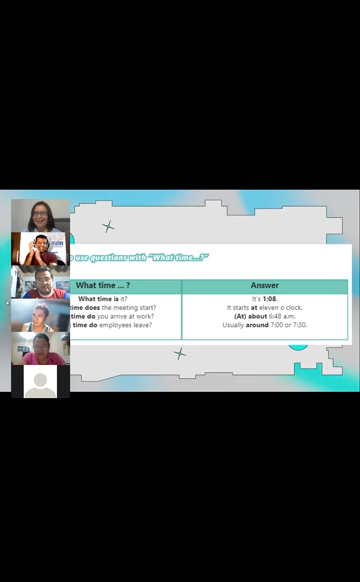 o use questions with "What time...?"
What time ... ?
Answer
What time is it?
It's 1:08.
time does the meeting start?
It starts at eleven o'clock.
time do you arrive at work?
(At) about 6:48 a.m.
time do employees leave?
Usually around 7:00 or 7:30.